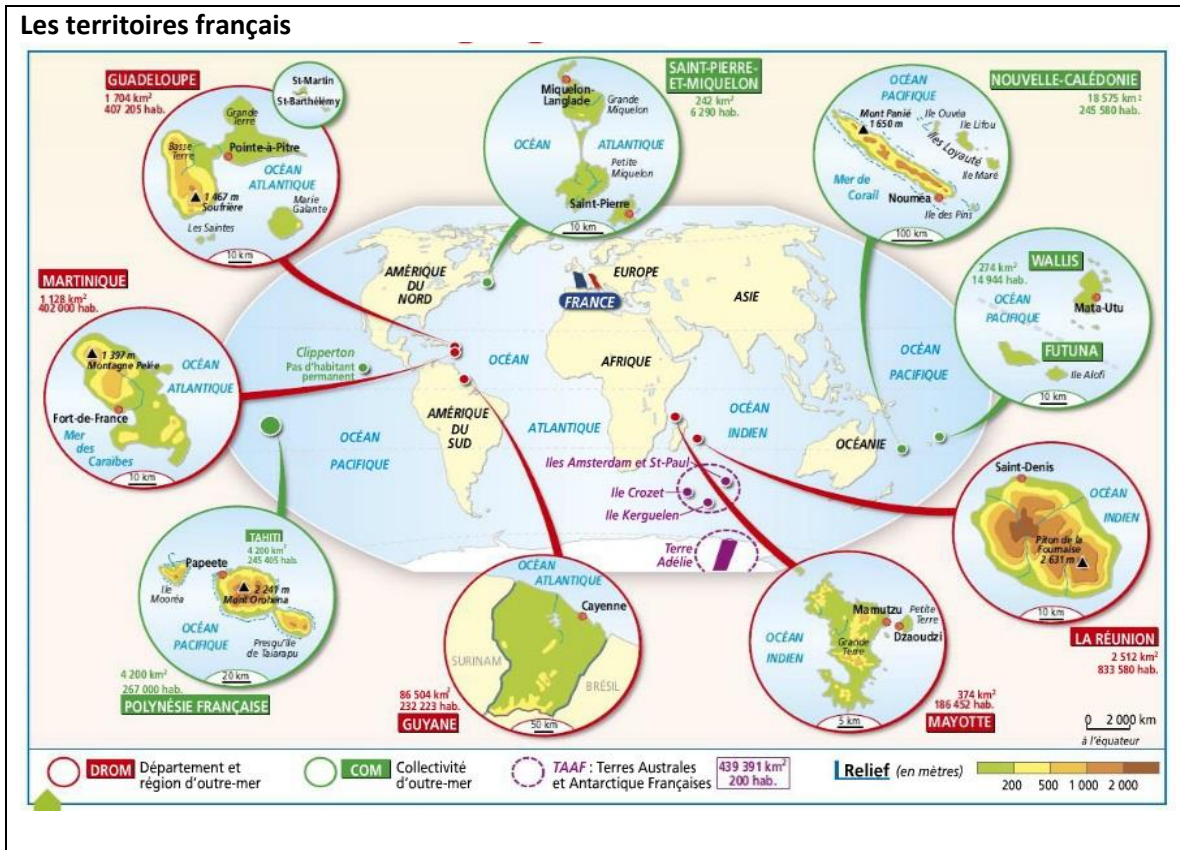 Les territoires français
GUADELOUPE
1 704 km²
407 205 hab.
St-Martin
St-Barthélémy
Grande
Terre
Basse
Terre
Pointe-à-Pitre
OCÉAN
ATLANTIQUE
1 467 m
Soufrière
Marie
Galante
Les Saintes
10 km
Miquelon-
Langlade
Grande
Miquelon
OCÉAN
ATLANTIQUE
Petite
Miquelon
Saint-Pierre
10 km
SAINT-PIERRE-
ET-MIQUELON
242 km²
6 290 hab.
NOUVELLE-CALÉDONIE
18 575 km²
245 580 hab.
OCÉAN
PACIFIQUE
Mont Panié
1 650 m
Ile Ouvéa
Ile Lifou
Iles Loyauté
Ile Maré
Mer de
Corail
Nouméa
Ile des Pins
100 km
MARTINIQUE
1 128 km²
402 000 hab.
1 397 m
Montagne Pelée
OCÉAN
ATLANTIQUE
Fort-de-France
Mer
des
Caraïbes
10 km
AMÉRIQUE
DU
NORD
EUROPE
ASIE
FRANCE
Clipperton
Pas d'habitant
permanent
OCÉAN
ATLANTIQUE
AFRIQUE
AMÉRIQUE
DU
SUD
OCÉAN
PACIFIQUE
OCÉAN
INDIEN
OCÉAN
PACIFIQUE
OCÉANIE
Iles Amsterdam et St-Paul
Ile Crozet
Ile Kerguelen
Terre
Adélie
274 km²
14 944 hab.
WALLIS
OCÉAN
PACIFIQUE
Mata-Utu
FUTUNA
Ile Alofi
10 km
TAHITI
4 200 km²
245 405 hab.
Papeete
Ile
Mooréa
2 241 m
Mont Orohena
OCÉAN
PACIFIQUE
Presqu'île
de Taiarapu
20 km
4 200 km²
267 000 hab.
POLYNÉSIE FRANÇAISE
OCÉAN
ATLANTIQUE
Cayenne
SURINAM
BRÉSIL
50 km
86 504 km²
232 223 hab.
GUYANE
OCÉAN
INDIEN
Mamutzu
Petite
Terre
Dzaoudzi
Grande
Terre
5 km
374 km²
186 452 hab.
MAYOTTE
Saint-Denis
OCÉAN
INDIEN
Piton de la
Fournaise
2 631 m
10 km
LA RÉUNION
2 512 km²
833 580 hab.
0 2 000 km
à l'équateur
DROM Département et
région d'outre-mer
COM Collectivité
d'outre-mer
TAAF : Terres Australes
et Antarctique Françaises
439 391 km²
200 hab.
Relief (en mètres)
200 500 1 000 2 000